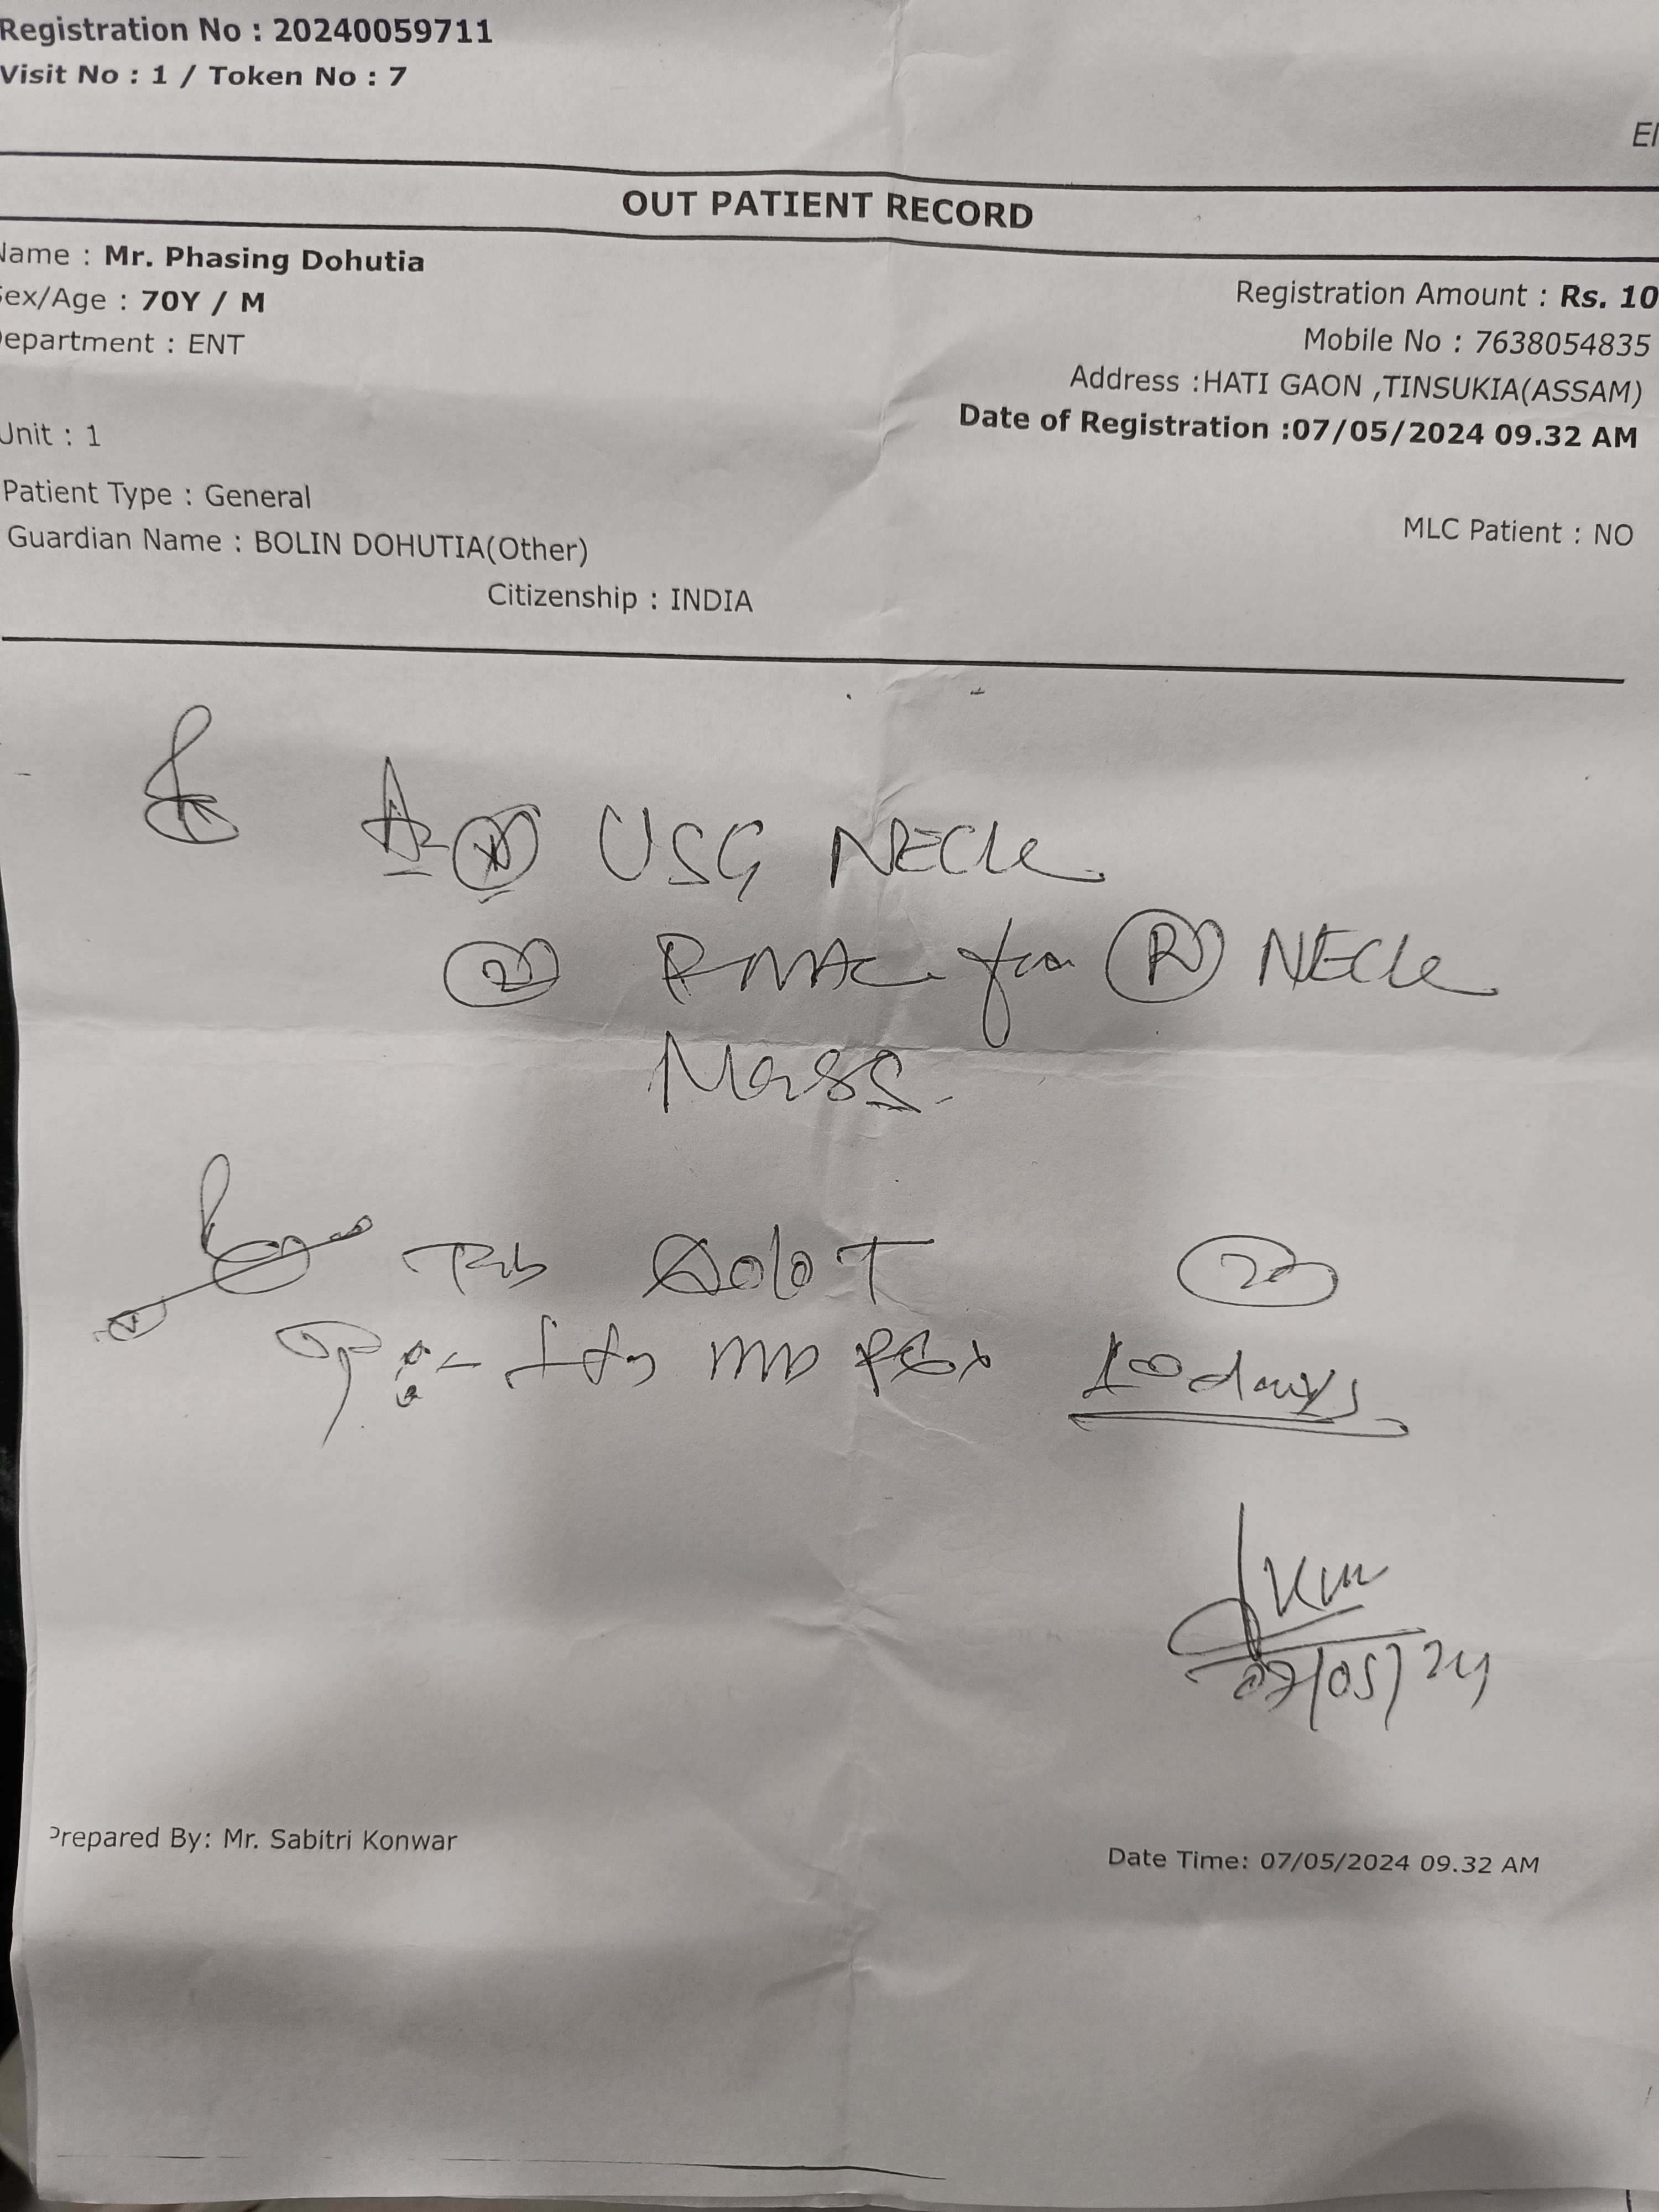 Registration No : 20240059711
Visit No : 1 / Token No : 7
OUT PATIENT RECORD
Name : Mr. Phasing Dohutia
Sex/Age : 70Y / M
Registration Amount : Rs. 10
Department : ENT
Mobile No : 7638054835
Address :HATI GAON ,TINSUKIA(ASSAM)
Unit : 1
Date of Registration :07/05/2024 09.32 AM
Patient Type : General
MLC Patient : NO
Guardian Name : BOLIN DOHUTIA(Other)
Citizenship : INDIA
USG NECK
② FNAC from Ⓡ NECK
Mass.
Tab
10 days
07/05/24
Prepared By: Mr. Sabitri Konwar
Date Time: 07/05/2024 09.32 AM